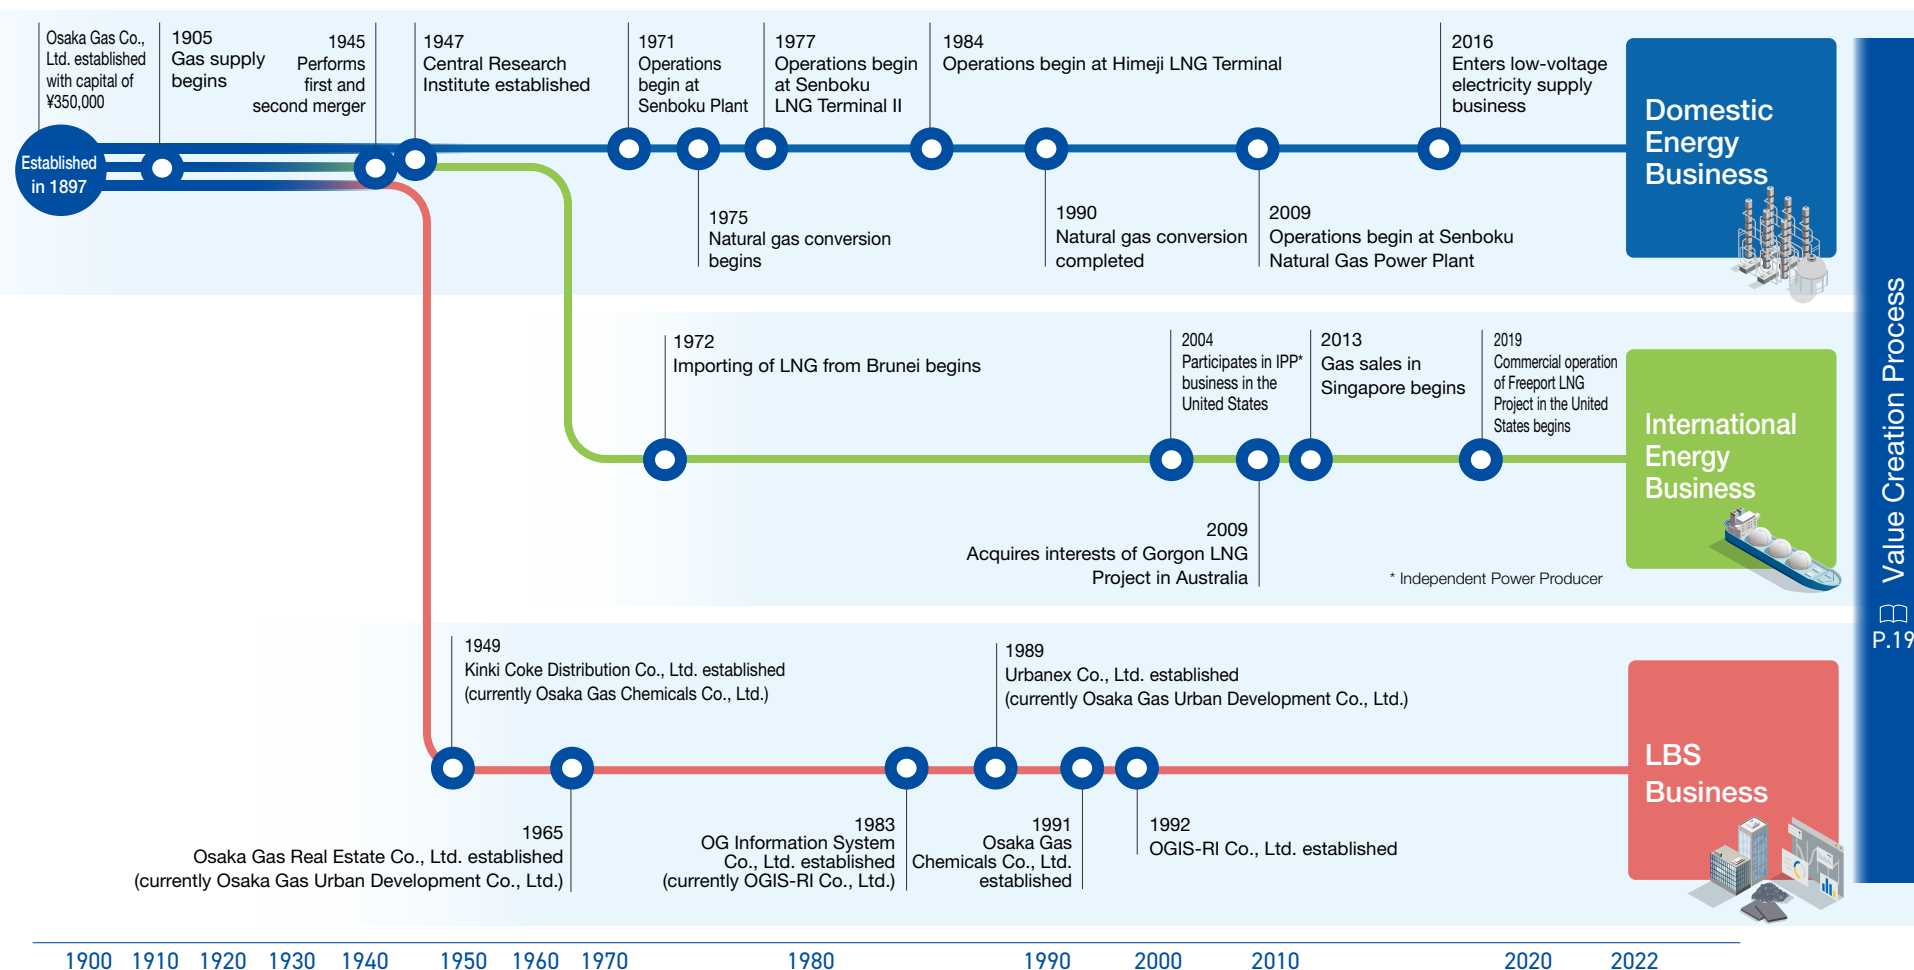 Osaka Gas Co.,
Ltd. established
with capital of
¥350,000
Established
in 1897
1905
Gas supply
begins
1945
Performs
first and
second merger
1947
Central Research
Institute established
1971
Operations
begin at
Senboku Plant
1975
Natural gas conversion
begins
1977
Operations begin
at Senboku
LNG Terminal II
1984
Operations begin at Himeji LNG Terminal
1990
Natural gas conversion
completed
2009
Operations begin at Senboku
Natural Gas Power Plant
2016
Enters low-voltage
electricity supply
business
Domestic
Energy
Business
1972
Importing of LNG from Brunei begins
2004
Participates in IPP*
business in the
United States
2009
Acquires interests of Gorgon LNG
Project in Australia
2013
Gas sales in
Singapore begins
2019
Commercial operation
of Freeport LNG
Project in the United
States begins
* Independent Power Producer
International
Energy
Business
1949
Kinki Coke Distribution Co., Ltd. established
(currently Osaka Gas Chemicals Co., Ltd.)
1965
Osaka Gas Real Estate Co., Ltd. established
(currently Osaka Gas Urban Development Co., Ltd.)
1983
OG Information System
Co., Ltd. established
(currently OGIS-RI Co., Ltd.)
1989
Urbanex Co., Ltd. established
(currently Osaka Gas Urban Development Co., Ltd.)
1991
Osaka Gas
Chemicals Co., Ltd.
established
1992
OGIS-RI Co., Ltd. established
LBS
Business
Value Creation Process
P.19
1900 1910 1920 1930 1940 1950 1960 1970 1980 1990 2000 2010 2020 2022